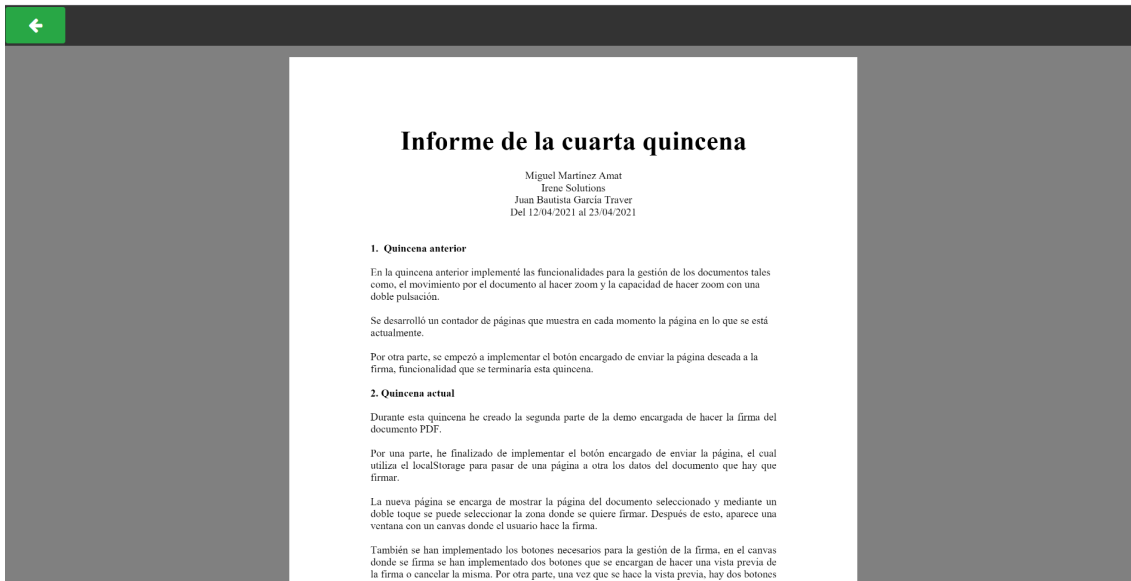 Informe de la cuarta quincena
Miguel Martinez Amat
Irene Solutions
Juan Bautista García Traver
Del 12/04/2021 al 23/04/2021
1. Quincena anterior
En la quincena anterior implementé las funcionalidades para la gestión de los documentos tales
como, el movimiento por el documento al hacer zoom y la capacidad de hacer zoom con una
doble pulsación.
Se desarrolló un contador de páginas que muestra en cada momento la página en lo que se está
actualmente.
Por otra parte, se empezó a implementar el botón encargado de enviar la página deseada a la
firma, funcionalidad que se terminaría esta quincena.
2. Quincena actual
Durante esta quincena he creado la segunda parte de la demo encargada de hacer la firma del
documento PDF.
Por una parte, he finalizado de implementar el botón encargado de enviar la página, el cual
utiliza el localStorage para pasar de una página a otra los datos del documento que hay que
firmar.
La nueva página se encarga de mostrar la página del documento seleccionado y mediante un
doble toque se puede seleccionar la zona donde se quiere firmar. Después de esto, aparece una
ventana con un canvas donde el usuario hace la firma.
También se han implementado los botones necesarios para la gestión de la firma, en el canvas
donde se firma se han implementado dos botones que se encargan de hacer una vista previa de
la firma o cancelar la misma. Por otra parte, una vez que se hace la vista previa, hay dos botones